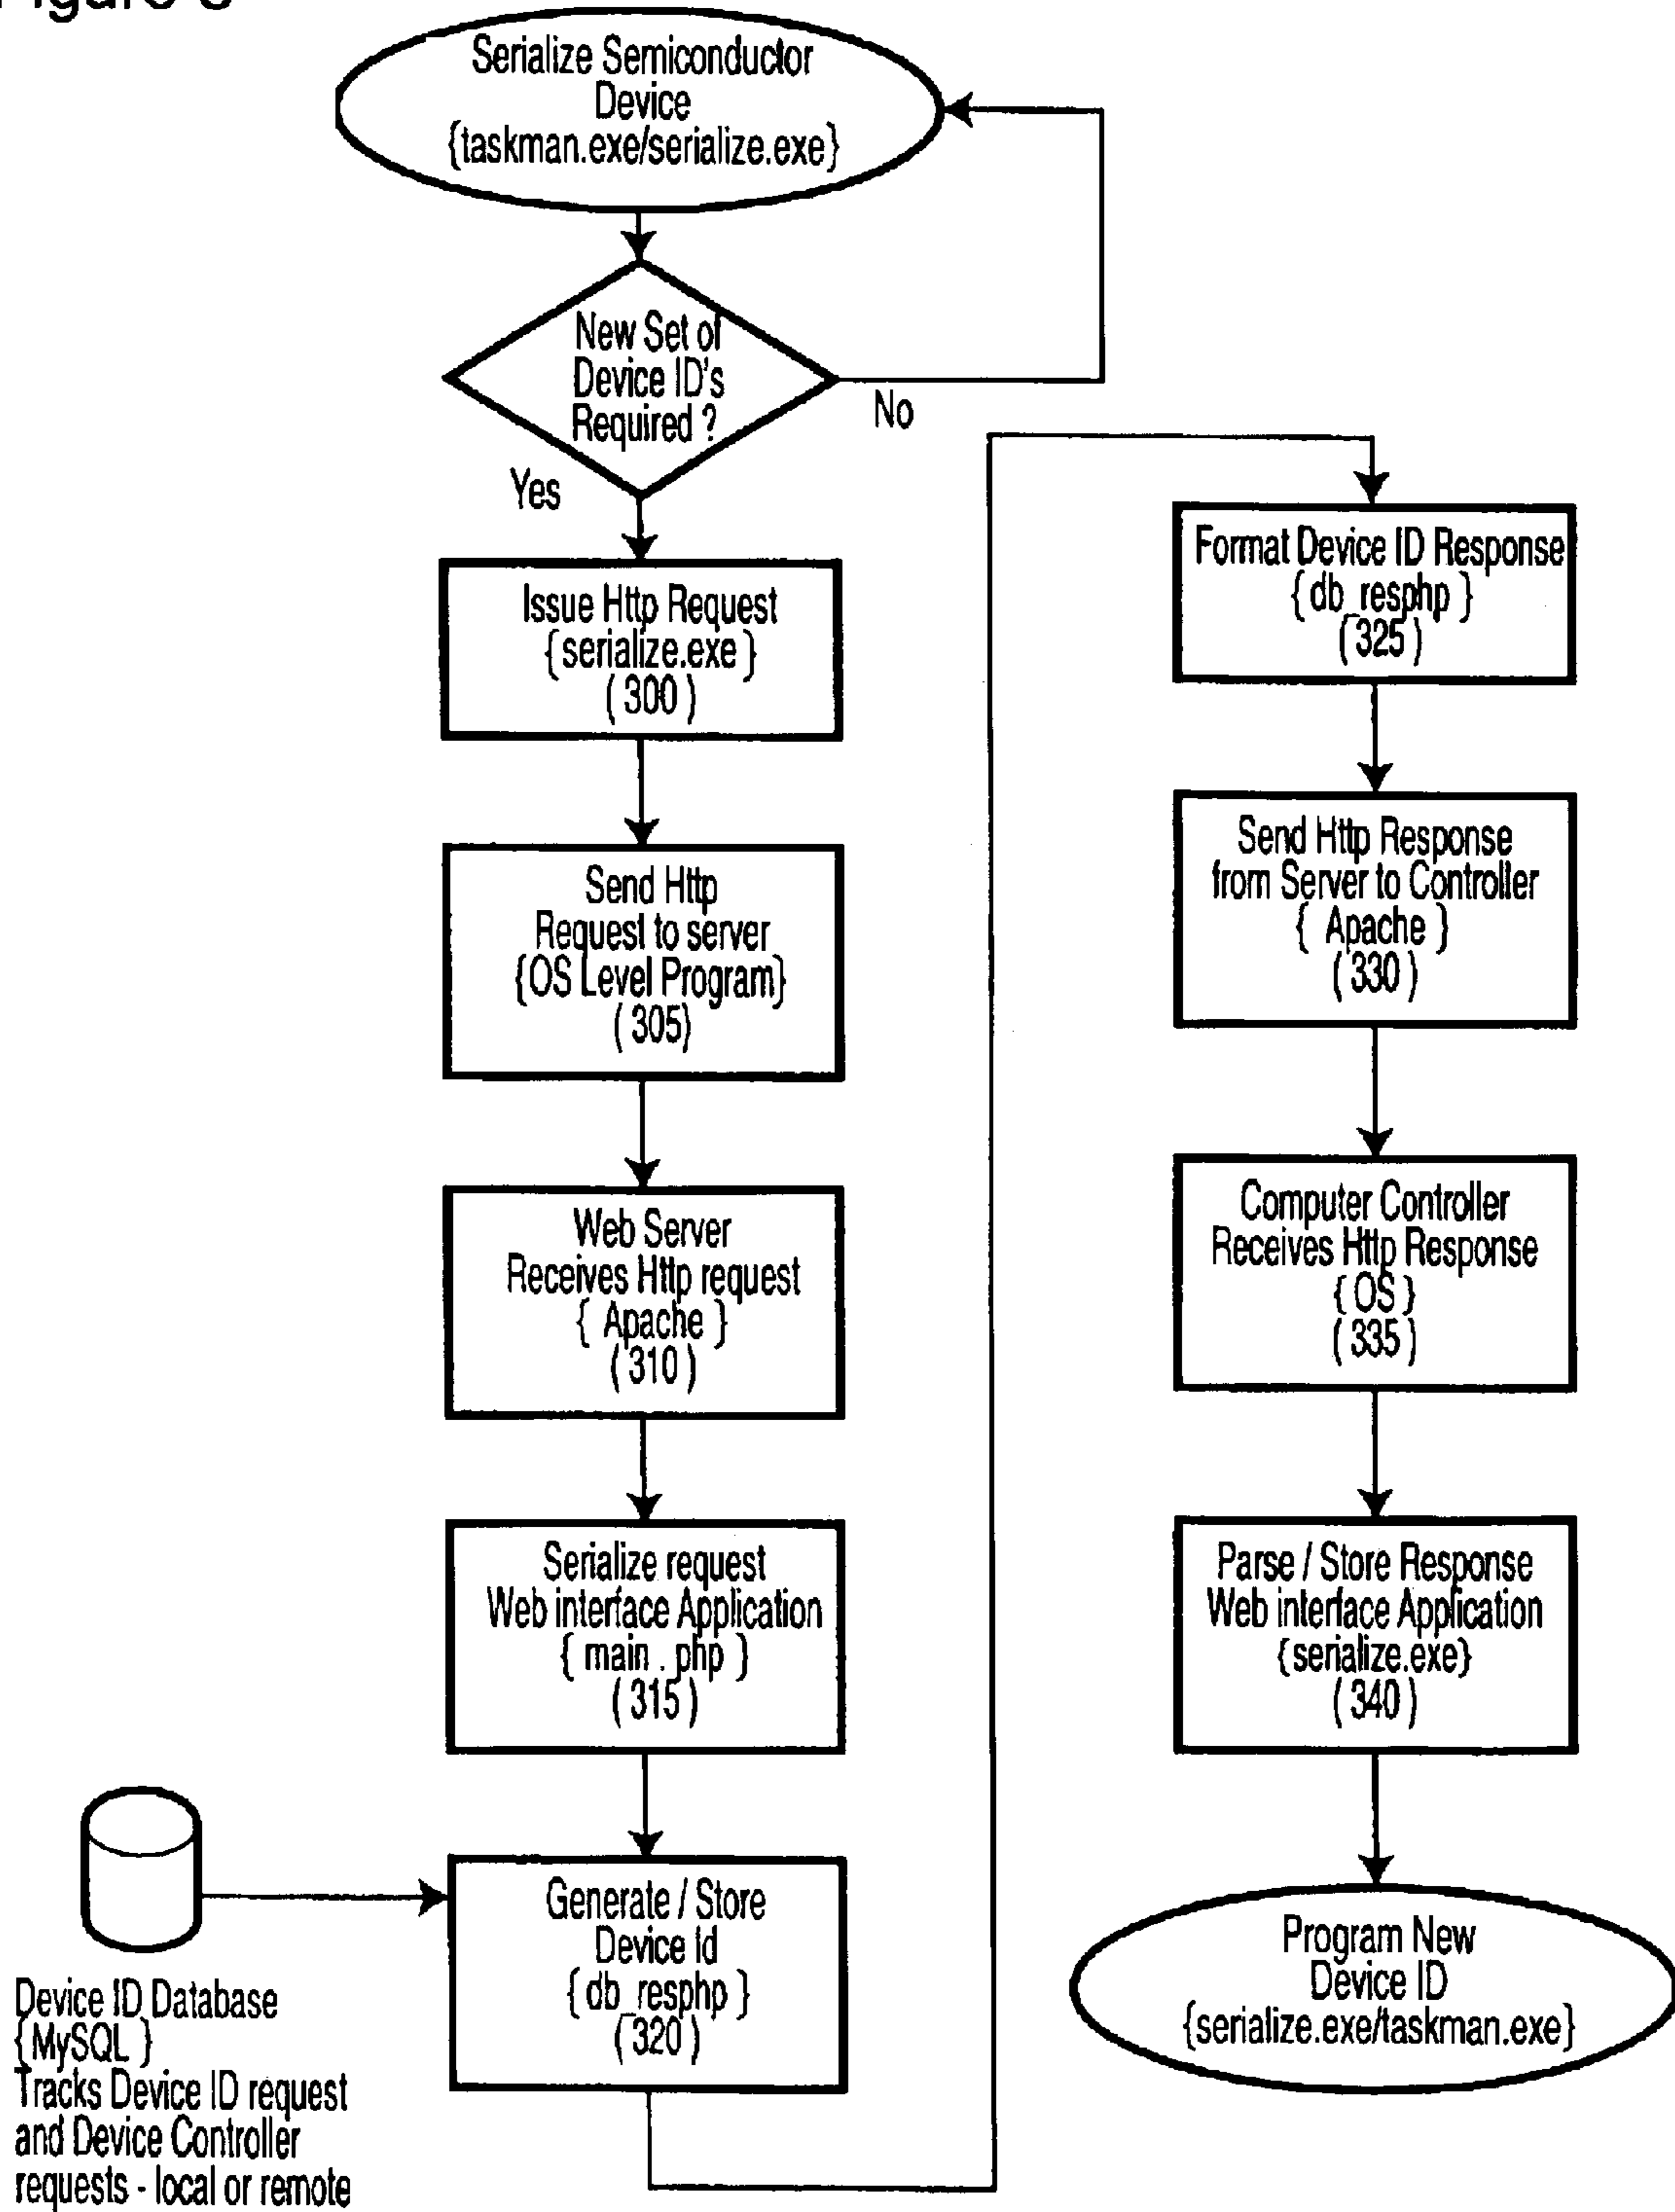 Serialize Semiconductor
Device
{taskman.exe/serialize.exe}
New Set of
Device ID's
Required ?
No
Yes
Issue Http Request
{serialize.exe}
( 300 )
Send Http
Request to server
{OS Level Program}
( 305)
Web Server
Receives Http request
{ Apache }
( 310 )
Serialize request
Web interface Application
{ main . php }
( 315 )
Generate / Store
Device Id
{ db_resphp }
( 320 )
Device ID Database
{MySQL }
Tracks Device ID request
and Device Controller
requests - local or remote
Format Device ID Response
{ db_resphp }
( 325 )
Send Http Response
from Server to Controller
{ Apache }
( 330 )
Computer Controller
Receives Http Response
{ OS }
( 335 )
Parse / Store Response
Web interface Application
{serialize.exe}
( 340 )
Program New
Device ID
{serialize.exe/taskman.exe}